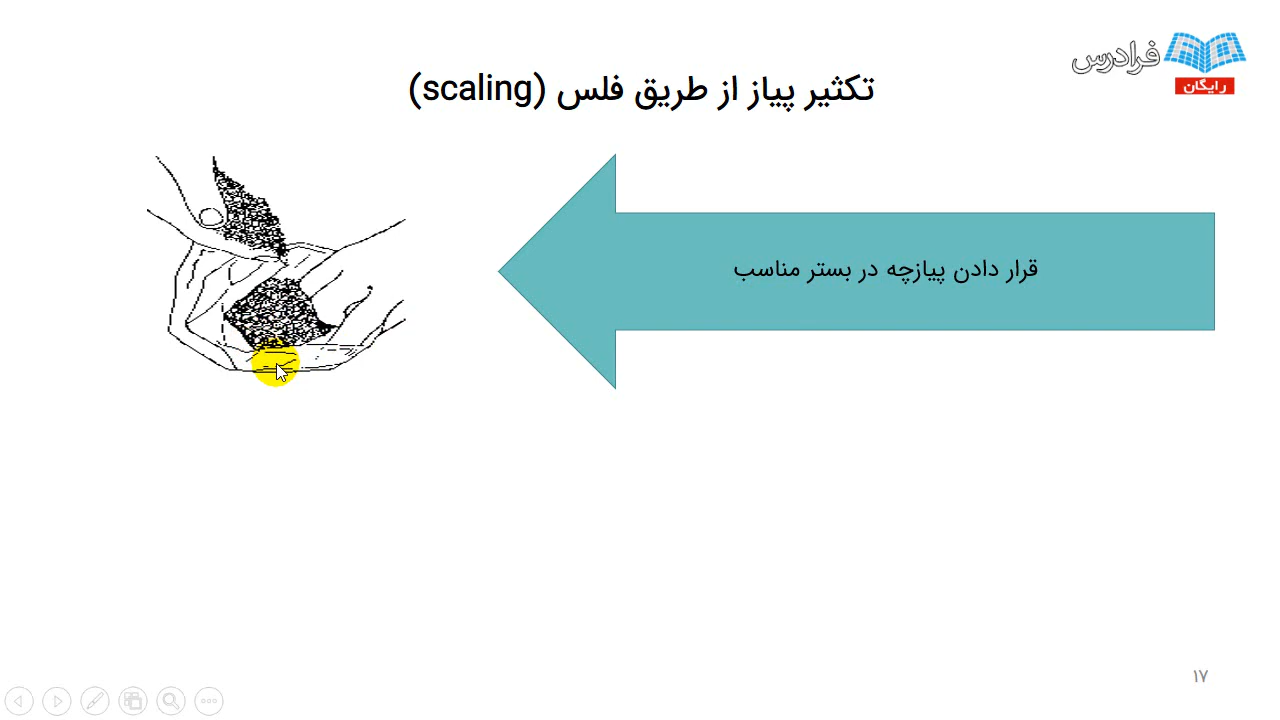 فرادرس
رایگان
تکثیر پیاز از طریق فلس (scaling)
قرار دادن پیازچه در بستر مناسب
۱۷